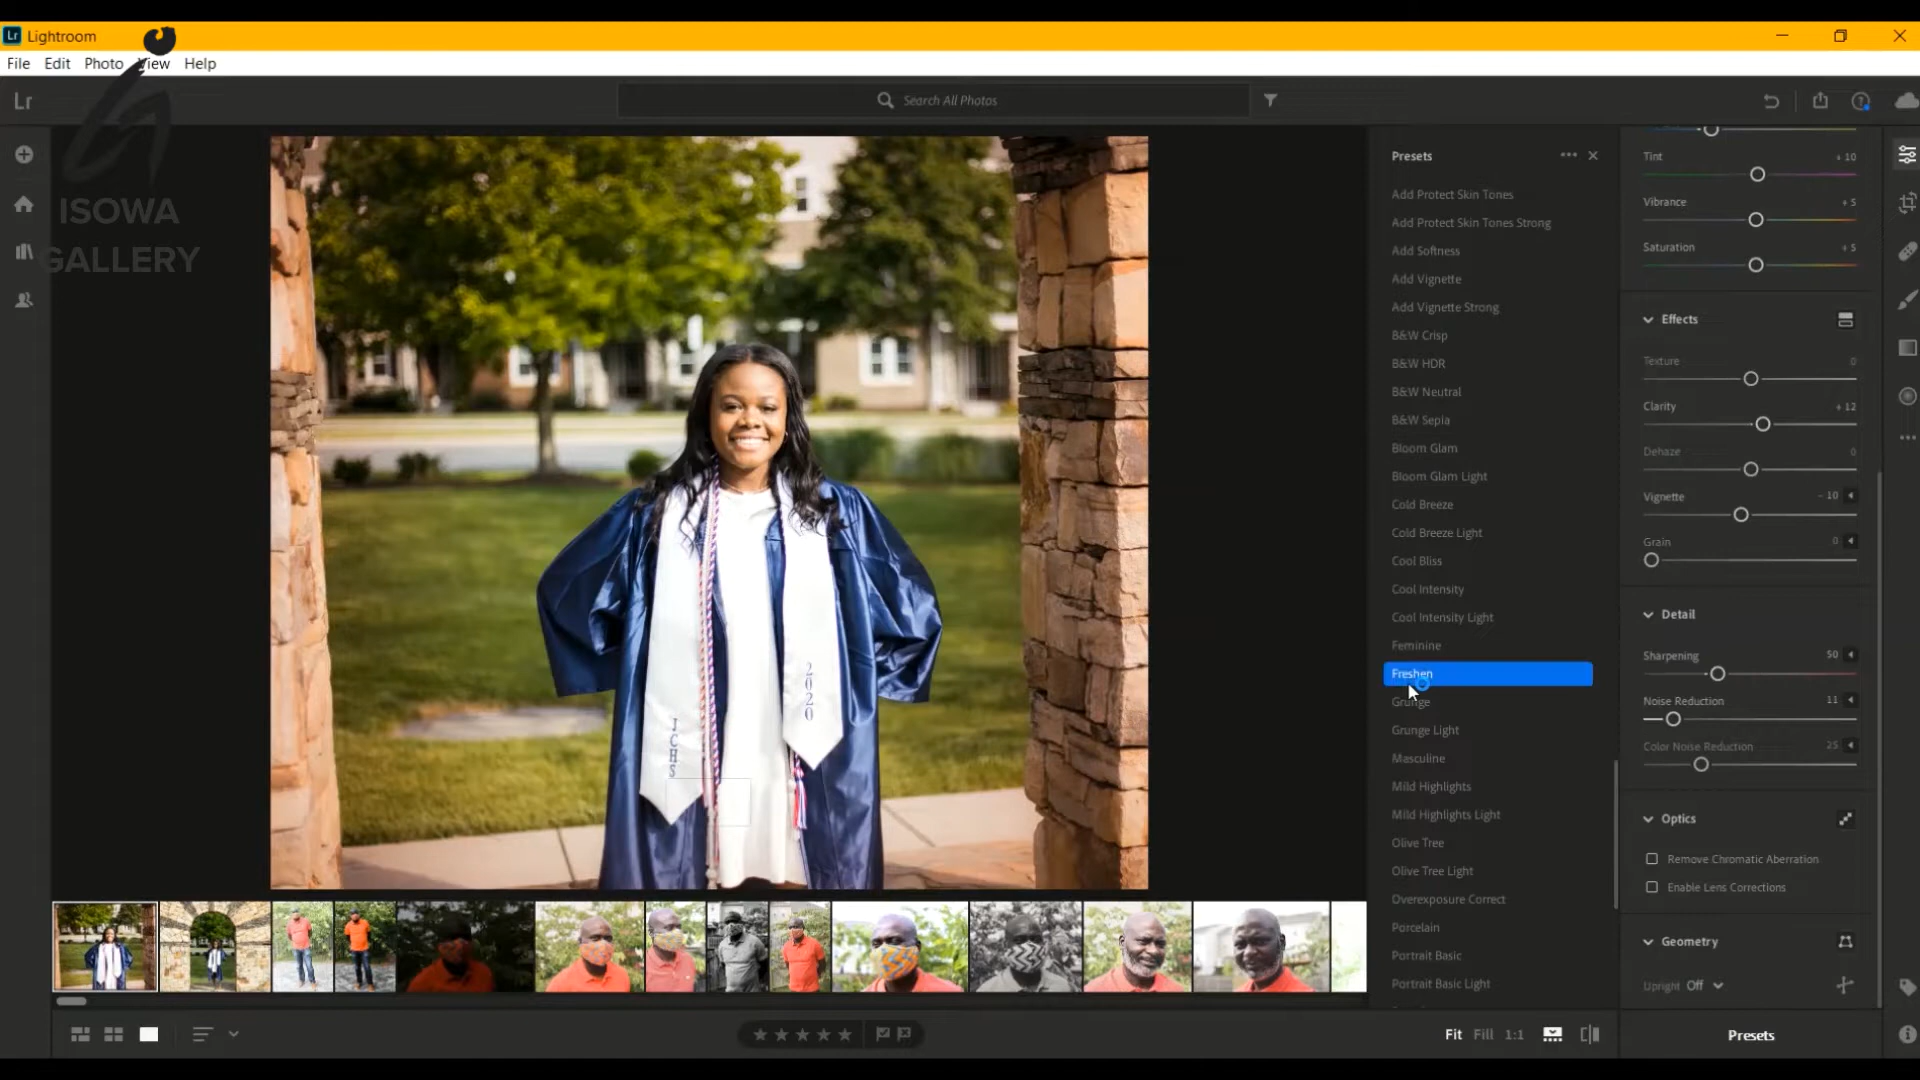 Lr Lightroom
File Edit Photo View Help
Lr
Search All Photos
ISOWA
GALLERY
2020
JCHS
Presets
Add Protect Skin Tones
Add Protect Skin Tones Strong
Add Softness
Add Vignette
Add Vignette Strong
B&W Crisp
B&W HDR
B&W Neutral
B&W Sepia
Bloom Glam
Bloom Glam Light
Cold Breeze
Cold Breeze Light
Cool Bliss
Cool Intensity
Cool Intensity Light
Feminine
Freshen
Grunge
Grunge Light
Masculine
Mild Highlights
Mild Highlights Light
Olive Tree
Olive Tree Light
Overexposure Correct
Porcelain
Portrait Basic
Portrait Basic Light
Tint + 10
Vibrance + 5
Saturation + 5
Effects
Texture 0
Clarity + 12
Dehaze 0
Vignette - 10
Grain 0
Detail
Sharpening 50
Noise Reduction 11
Color Noise Reduction 25
Optics
Remove Chromatic Aberration
Enable Lens Corrections
Geometry
Upright Off
Fit Fill 1:1
Presets